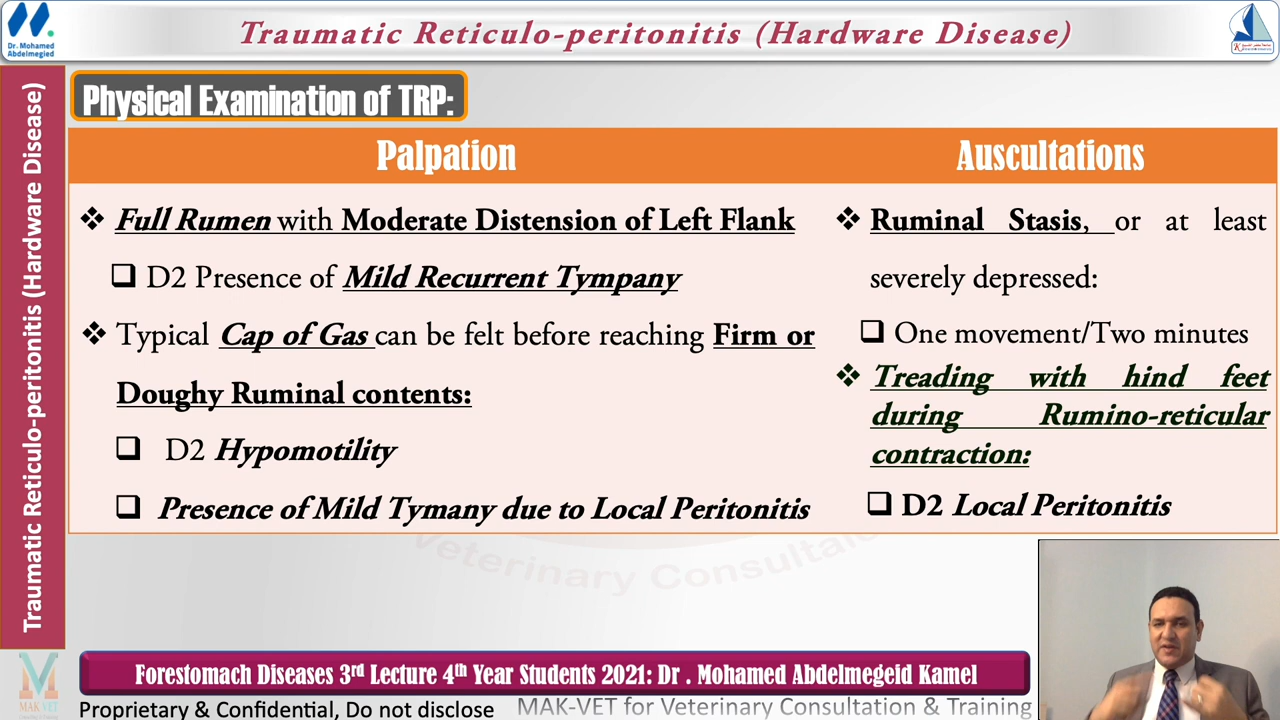 Dr. Mohamed
Abdelmegied
Traumatic Reticulo-peritonitis (Hardware Disease)
Traumatic Reticulo-peritonitis (Hardware Disease)
Physical Examination of TRP:
Palpation
❖ Full Rumen with Moderate Distension of Left Flank
❑ D2 Presence of Mild Recurrent Tympany
❖ Typical Cap of Gas can be felt before reaching Firm or
Doughy Ruminal contents:
❑ D2 Hypomotility
❑ Presence of Mild Tymany due to Local Peritonitis
Auscultations
❖ Ruminal Stasis, or at least
severely depressed:
❑ One movement/Two minutes
❖ Treading with hind feet
during Rumino-reticular
contraction:
❑ D2 Local Peritonitis
Veterinary Consultat
Forestomach Diseases 3rd Lecture 4th Year Students 2021: Dr . Mohamed Abdelmegeid Kamel
MAK-VET
Proprietary & Confidential, Do not disclose
MAK-VET for Veterinary Consultation & Training